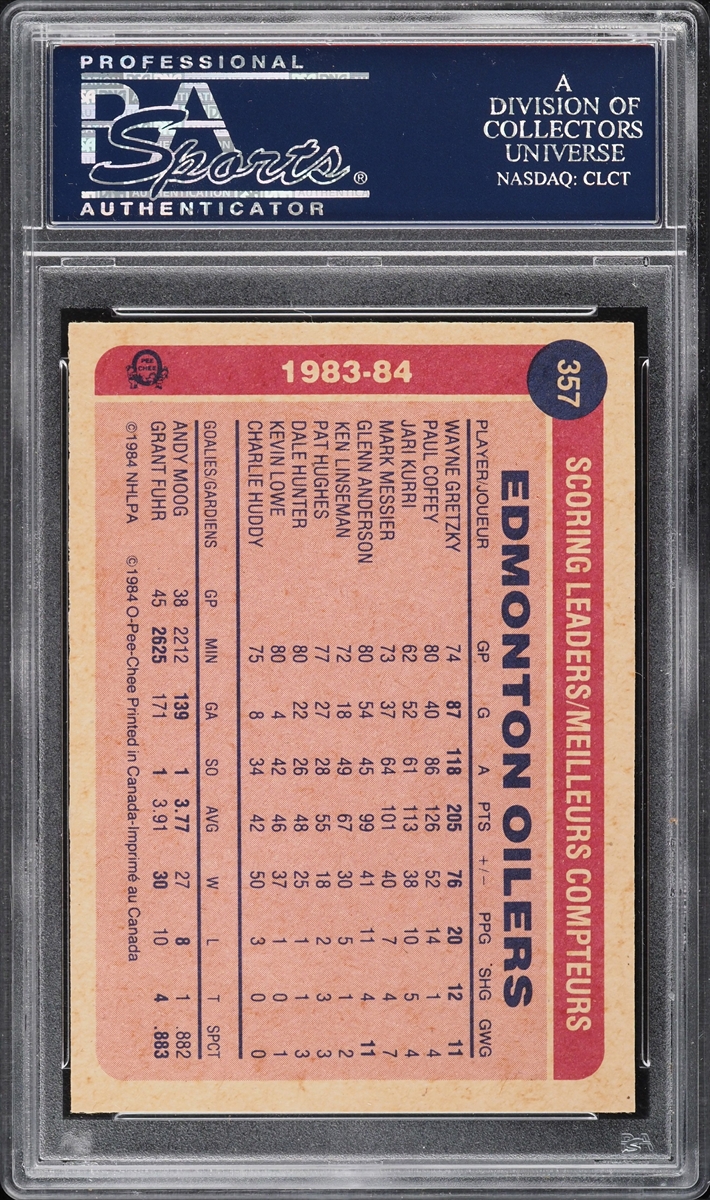 PROFESSIONAL
PSA
Sports®
AUTHENTICATOR
A
DIVISION OF
COLLECTORS
UNIVERSE
NASDAQ: CLCT
357 SCORING LEADERS/MEILLEURS COMPTEURS
1983-84
O PEE CHEE
EDMONTON OILERS
PLAYER/JOUEUR GP G A PTS +/- PPG SHG GWG
WAYNE GRETZKY 74 87 118 205 76 20 12 11
PAUL COFFEY 80 40 86 126 52 14 1 4
JARI KURRI 62 52 61 113 38 10 5 4
MARK MESSIER 73 37 64 101 40 7 4 7
GLENN ANDERSON 80 54 45 99 41 11 4 11
KEN LINSEMAN 72 18 49 67 30 5 1 2
PAT HUGHES 77 27 28 55 18 2 3 3
DALE HUNTER 80 22 26 48 25 1 1 3
KEVIN LOWE 80 4 42 46 37 1 0 1
CHARLIE HUDDY 75 8 34 42 50 3 0 0
GOALIES/GARDIENS GP MIN GA SO AVG W L T SPCT
ANDY MOOG 38 2212 139 1 3.77 27 8 1 .882
GRANT FUHR 45 2625 171 1 3.91 30 10 4 .883
©1984 NHLPA ©1984 O-Pee-Chee Printed in Canada-Imprimé au Canada